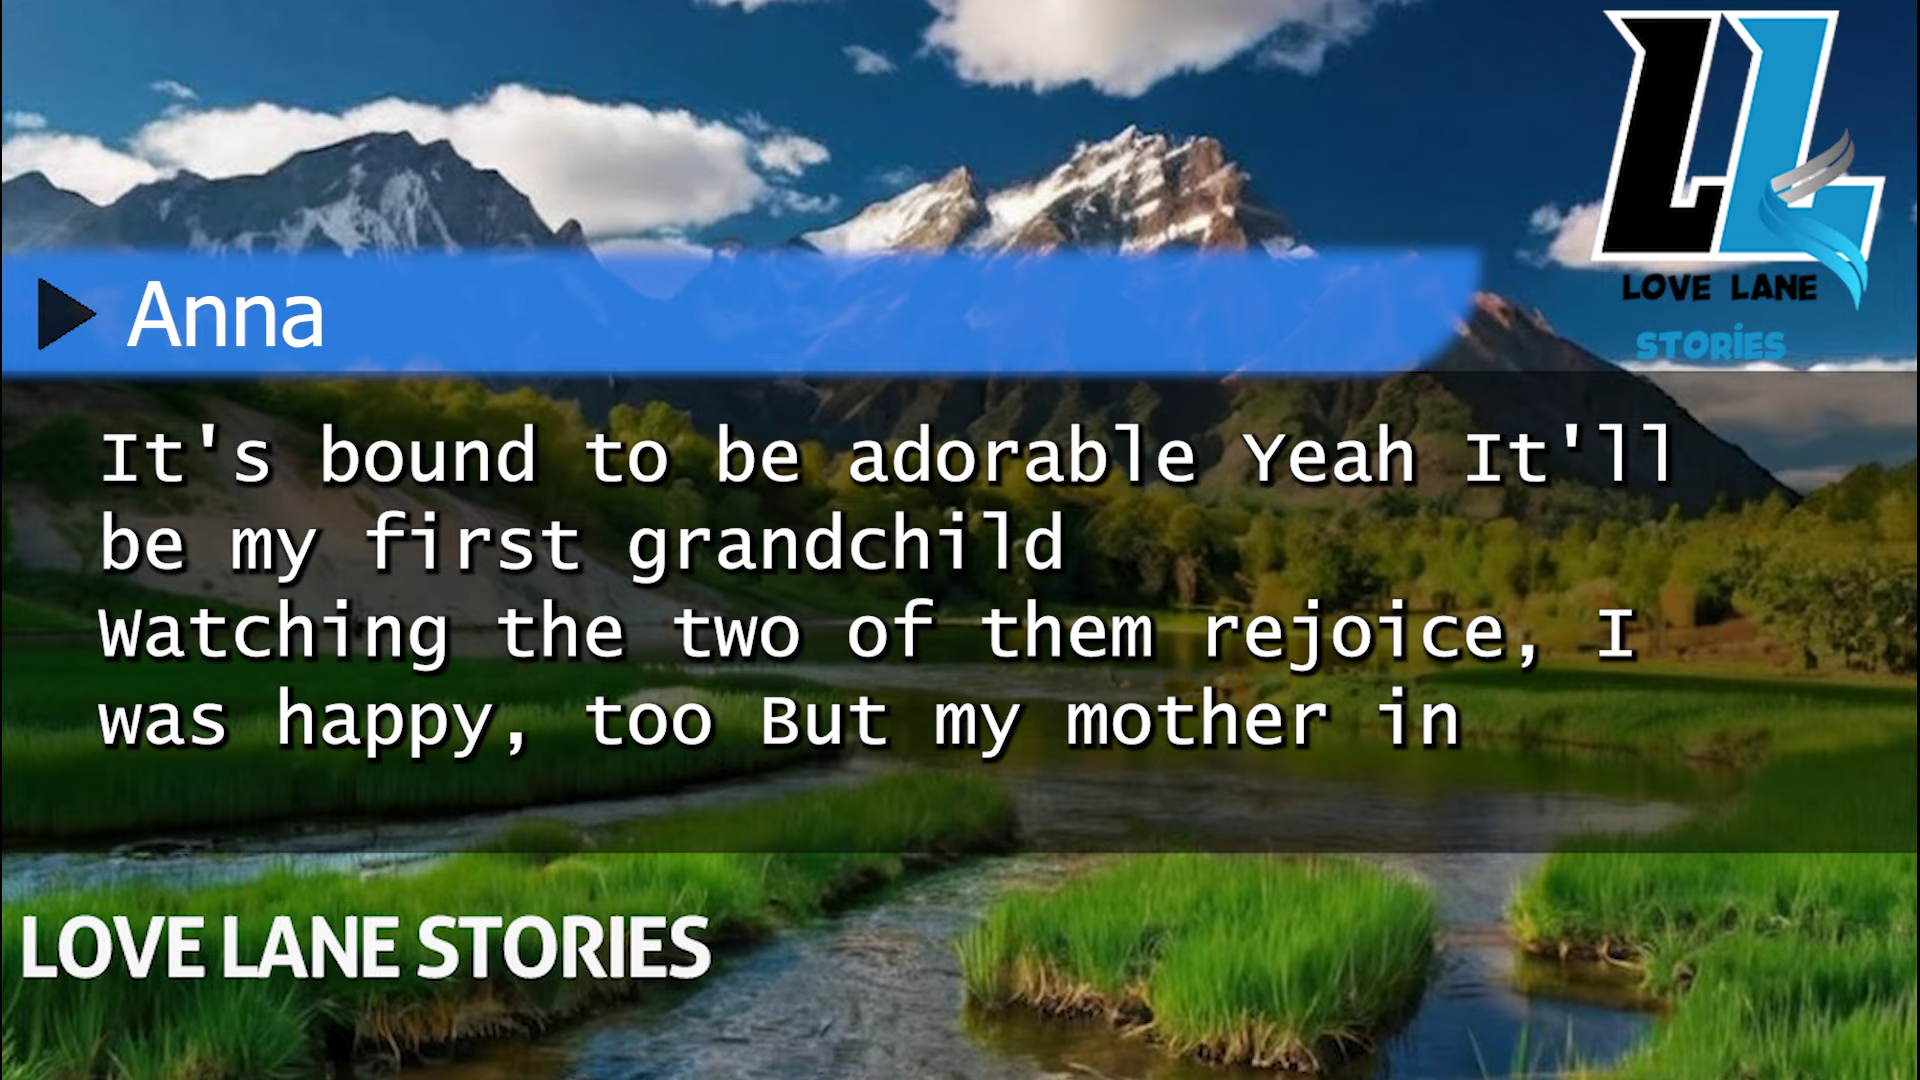 LL
LOVE LANE
STORIES
Anna
It's bound to be adorable Yeah It'll
be my first grandchild
Watching the two of them rejoice, I
was happy, too But my mother in
LOVE LANE STORIES